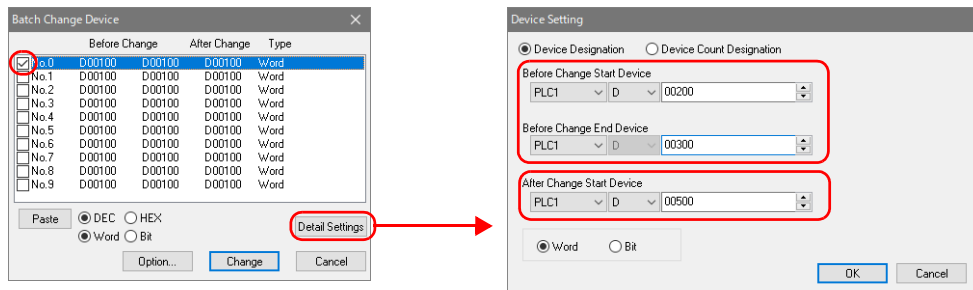 Batch Change Device
Before Change After Change Type
No.0 D00100 D00100 D00100 Word
No.1 D00100 D00100 D00100 Word
No.2 D00100 D00100 D00100 Word
No.3 D00100 D00100 D00100 Word
No.4 D00100 D00100 D00100 Word
No.5 D00100 D00100 D00100 Word
No.6 D00100 D00100 D00100 Word
No.7 D00100 D00100 D00100 Word
No.8 D00100 D00100 D00100 Word
No.9 D00100 D00100 D00100 Word
Paste DEC HEX Detail Settings
Word Bit
Option... Change Cancel
Device Setting
Device Designation Device Count Designation
Before Change Start Device
PLC1 D 00200
Before Change End Device
PLC1 D 00300
After Change Start Device
PLC1 D 00500
Word Bit
OK Cancel